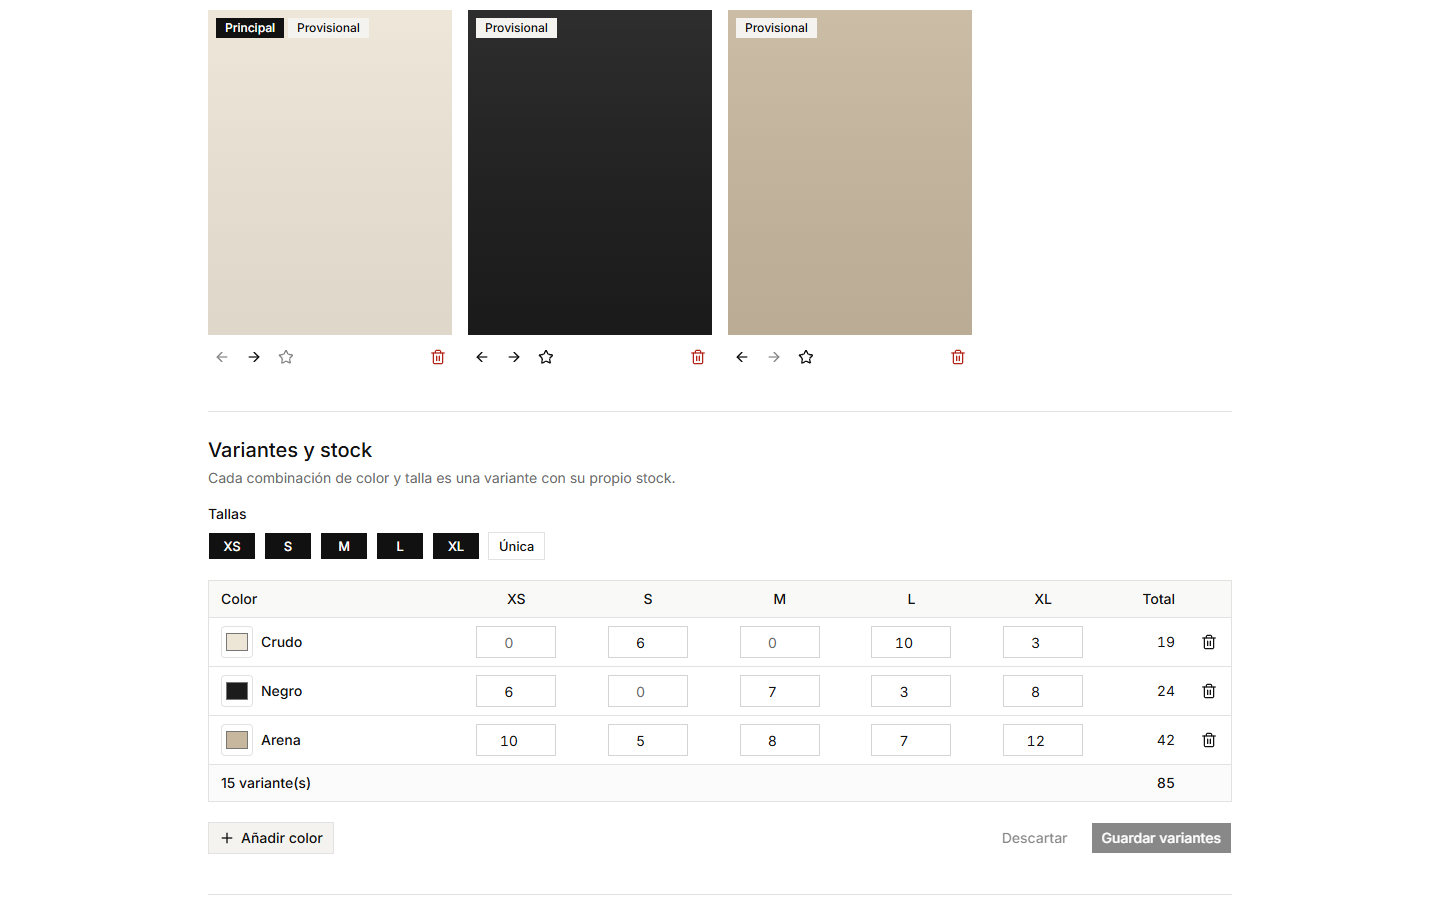 Principal Provisional Provisional Provisional
Variantes y stock
Cada combinación de color y talla es una variante con su propio stock.
Tallas
XS S M L XL Única
Color XS S M L XL Total
Crudo 0 6 0 10 3 19
Negro 6 0 7 3 8 24
Arena 10 5 8 7 12 42
15 variante(s) 85
Añadir color Descartar Guardar variantes